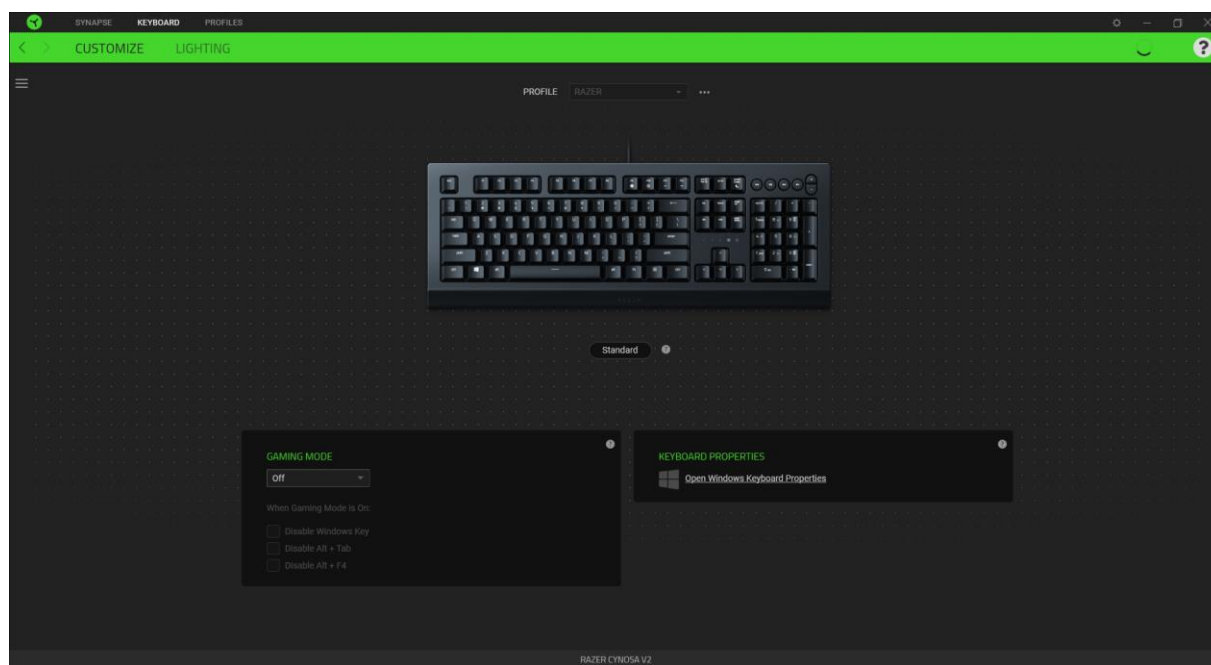 SYNAPSE KEYBOARD PROFILES
CUSTOMIZE LIGHTING
?
PROFILE RAZER
Standard ?
GAMING MODE ?
Off
When Gaming Mode is On:
Disable Windows Key
Disable Alt + Tab
Disable Alt + F4
KEYBOARD PROPERTIES ?
Open Windows Keyboard Properties
RAZER CYNOSA V2